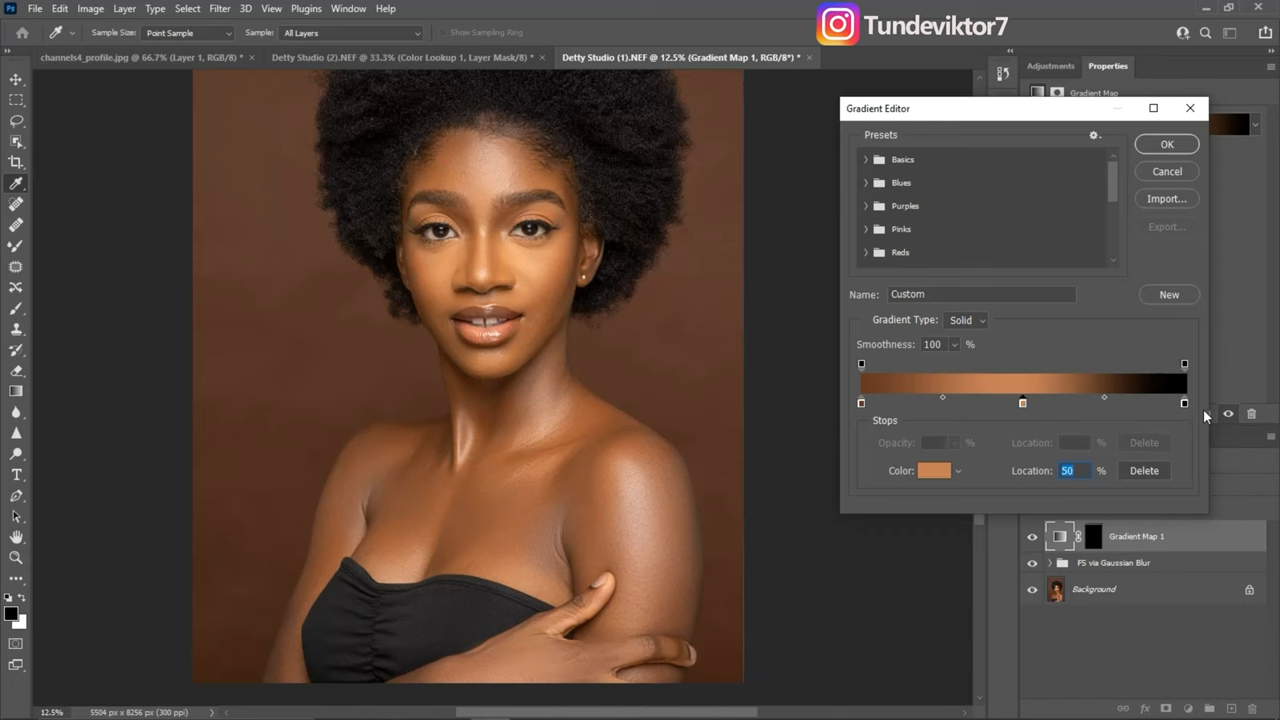 Ps File Edit Image Layer Type Select Filter 3D View Plugins Window Help
Tundeviktor7
Sample Size: Point Sample Sample: All Layers Show Sampling Ring
channels4_profile.jpg @ 66.7% (Layer 1, RGB/8) * ×
Detty Studio (2).NEF @ 33.3% (Color Lookup 1, Layer Mask/8) * ×
Detty Studio (1).NEF @ 12.5% (Gradient Map 1, RGB/8*) * ×
Adjustments Properties
Gradient Map
Gradient Editor
Presets
Basics
Blues
Purples
Pinks
Reds
OK
Cancel
Import...
Export...
Name: Custom
New
Gradient Type: Solid
Smoothness: 100 %
Stops
Opacity: % Location: % Delete
Color: Location: 50 % Delete
Gradient Map 1
FS via Gaussian Blur
Background
12.5% 5504 px x 8256 px (300 ppi)
fx